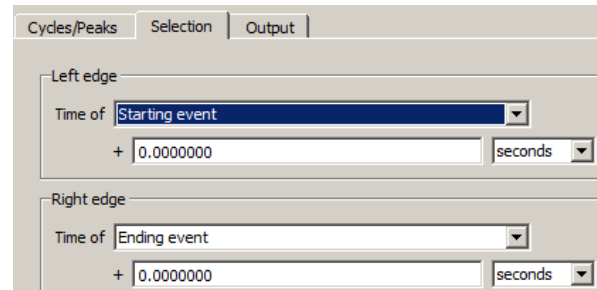 Cycles/Peaks Selection Output
Left edge
Time of Starting event
+ 0.0000000 seconds
Right edge
Time of Ending event
+ 0.0000000 seconds